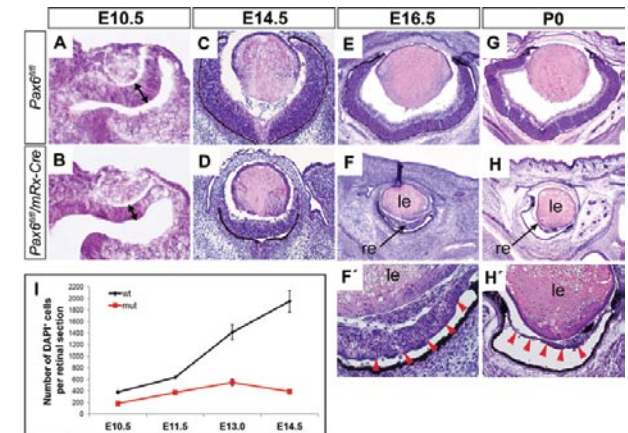 E10.5 E14.5 E16.5 P0
Pax6fl/fl
A C E G
Pax6fl/fl/mRx-Cre
B D F H
le le
re re
F´ H´
le le
I
wt
mut
Number of DAPI+ cells
per retinal section
2200
2000
1800
1600
1400
1200
1000
800
600
400
200
0
E10.5 E11.5 E13.0 E14.5